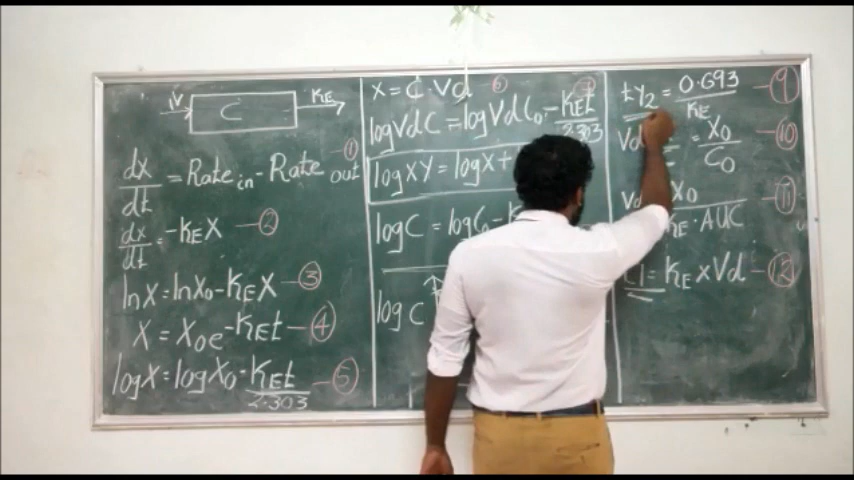 iv C KE
dx/dt = Rate in - Rate out ①
dx/dt = -KEX — ②
lnX = lnX0 - KEX — ③
X = X0e-KEt — ④
logX = logX0 - KEt/2.303 — ⑤
X = C · Vd ⑥
logVdC = logVdC0 - KEt/2.303 ⑦
logXY = logX +
logC = logC0 - K
log C
t1/2 = 0.693/KE — ⑨
Vd = X0/C0 — ⑩
Vd X0/KE · AUC — ⑪
Cl = KE x Vd — ⑫